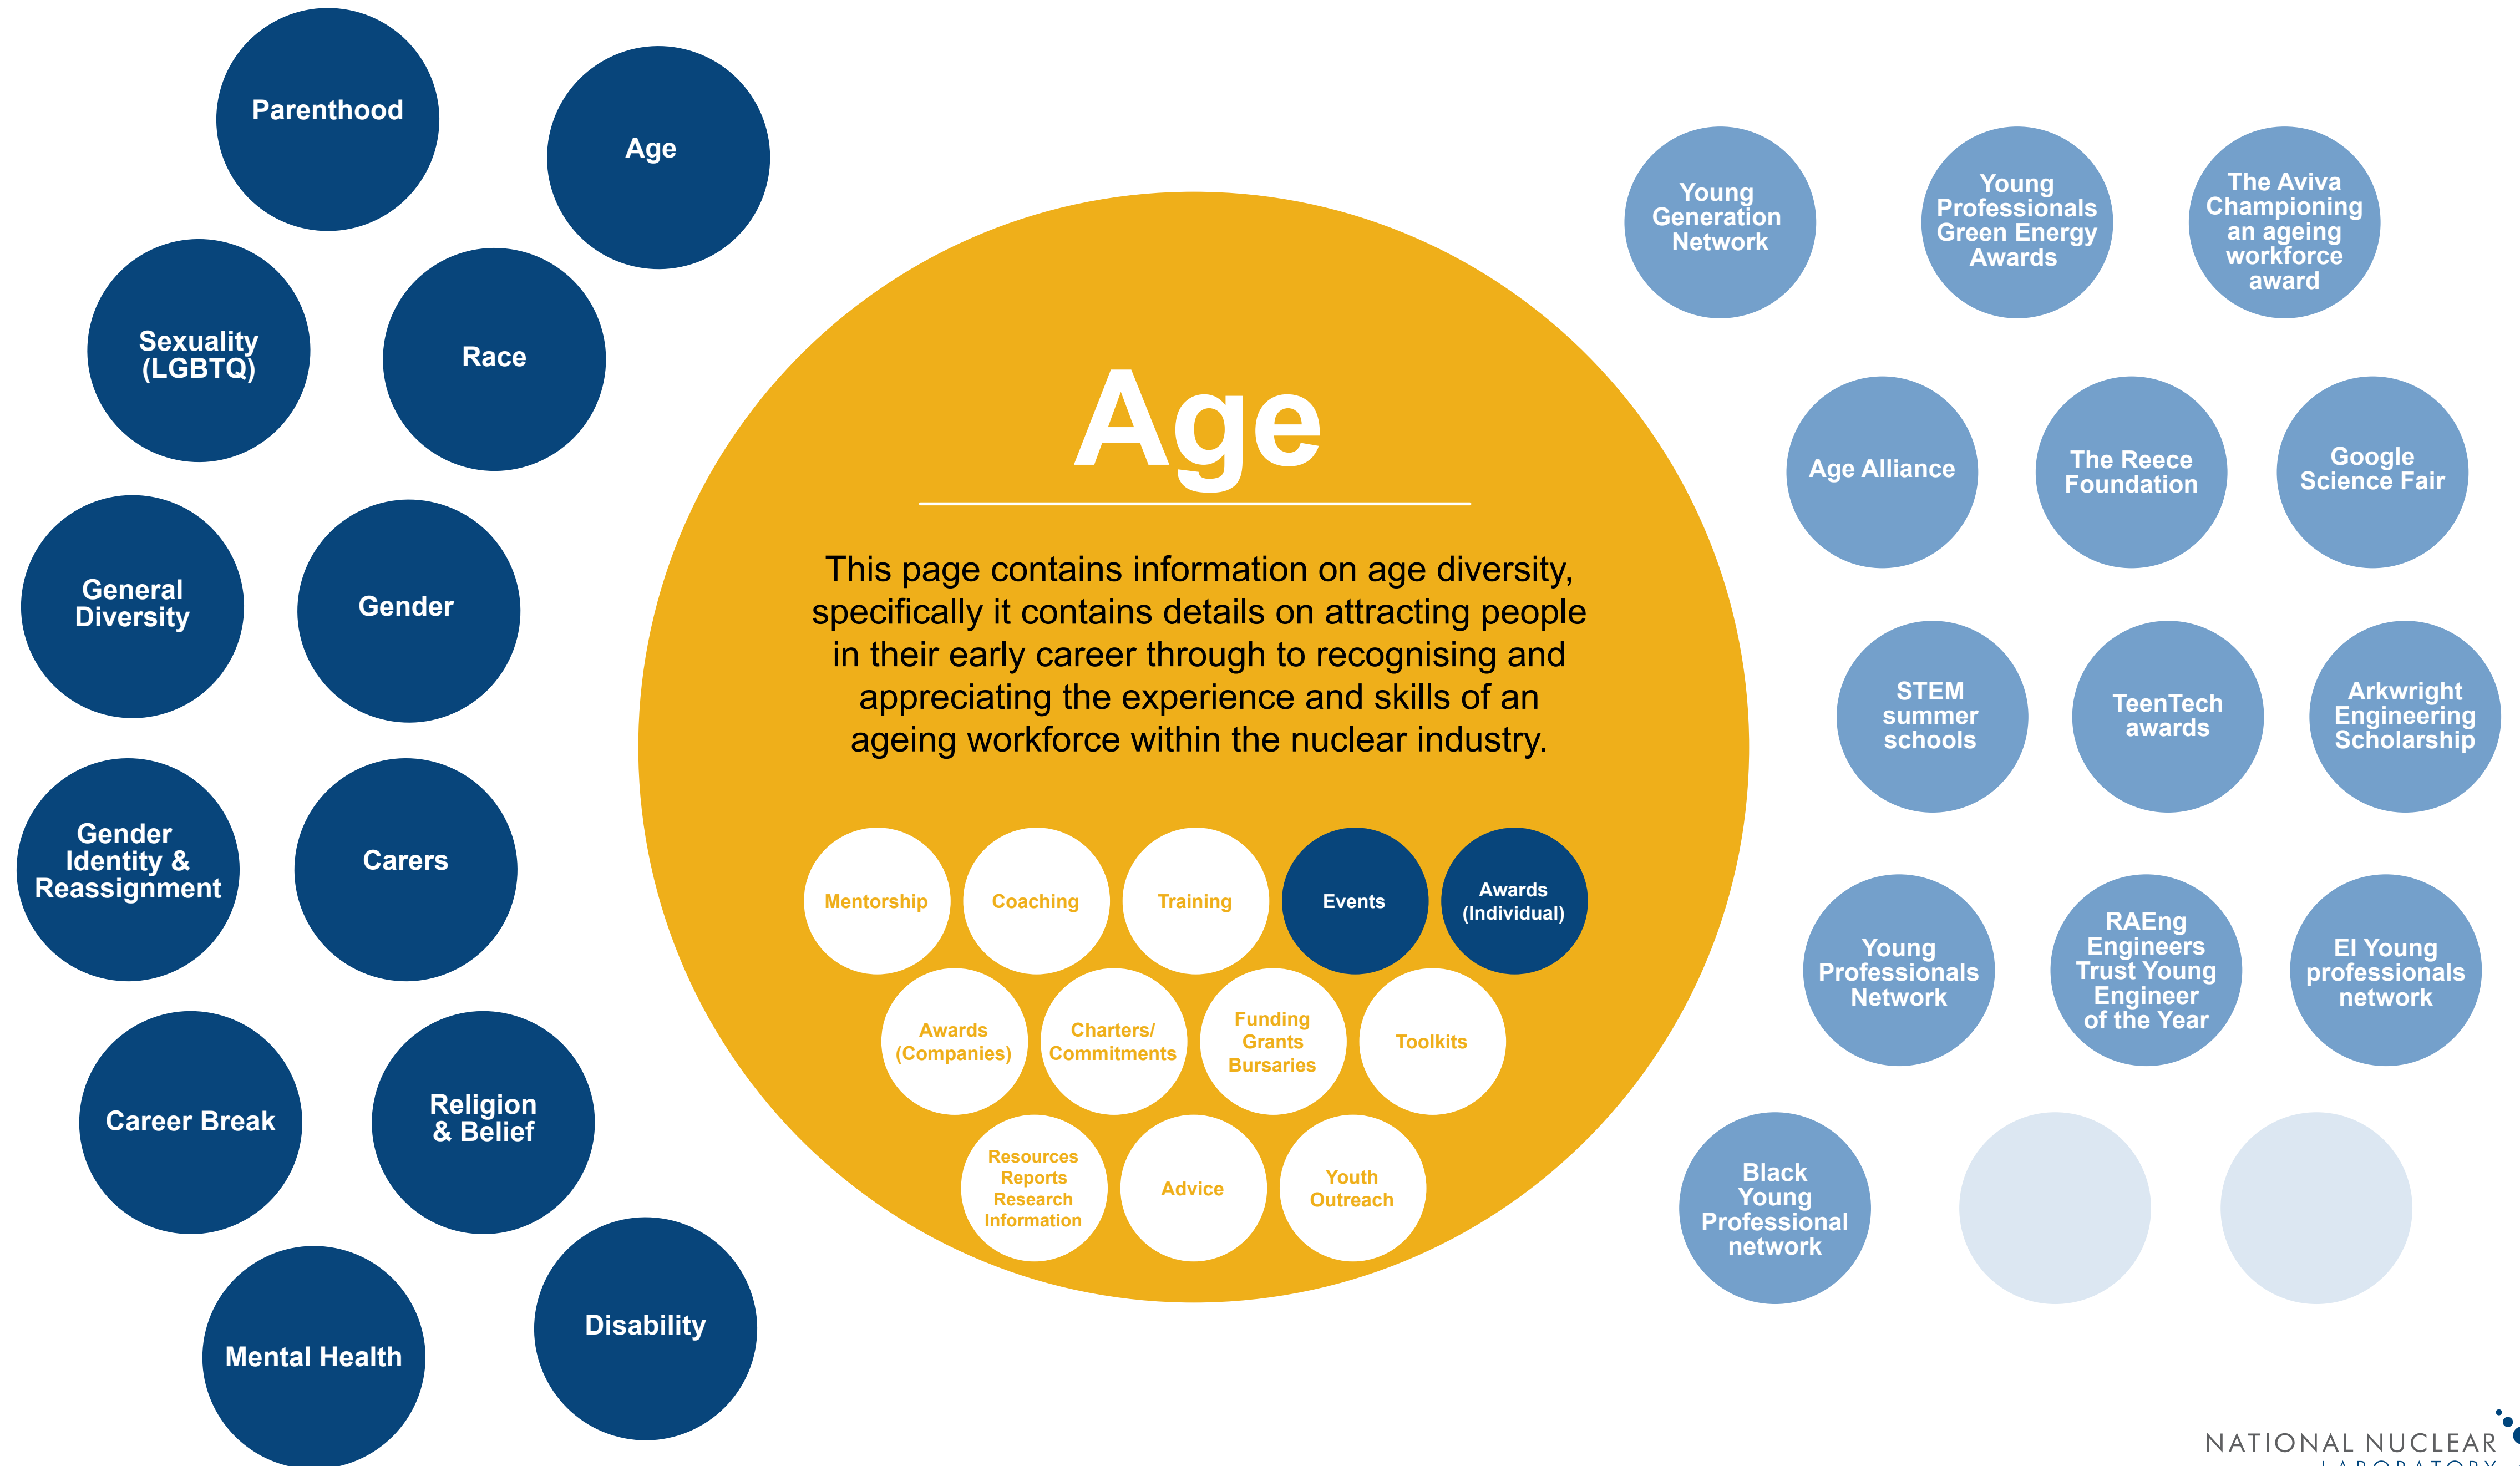 Parenthood
Age
Sexuality
(LGBTQ)
Race
General
Diversity
Gender
Gender
Identity &
Reassignment
Carers
Career Break
Religion
& Belief
Mental Health
Disability
Age
This page contains information on age diversity,
specifically it contains details on attracting people
in their early career through to recognising and
appreciating the experience and skills of an
ageing workforce within the nuclear industry.
Mentorship
Coaching
Training
Events
Awards
(Individual)
Awards
(Companies)
Charters/
Commitments
Funding
Grants
Bursaries
Toolkits
Resources
Reports
Research
Information
Advice
Youth
Outreach
Young
Generation
Network
Young
Professionals
Green Energy
Awards
The Aviva
Championing
an ageing
workforce
award
Age Alliance
The Reece
Foundation
Google
Science Fair
STEM
summer
schools
TeenTech
awards
Arkwright
Engineering
Scholarship
Young
Professionals
Network
RAEng
Engineers
Trust Young
Engineer
of the Year
EI Young
professionals
network
Black
Young
Professional
network
NATIONAL NUCLEAR
LABORATORY